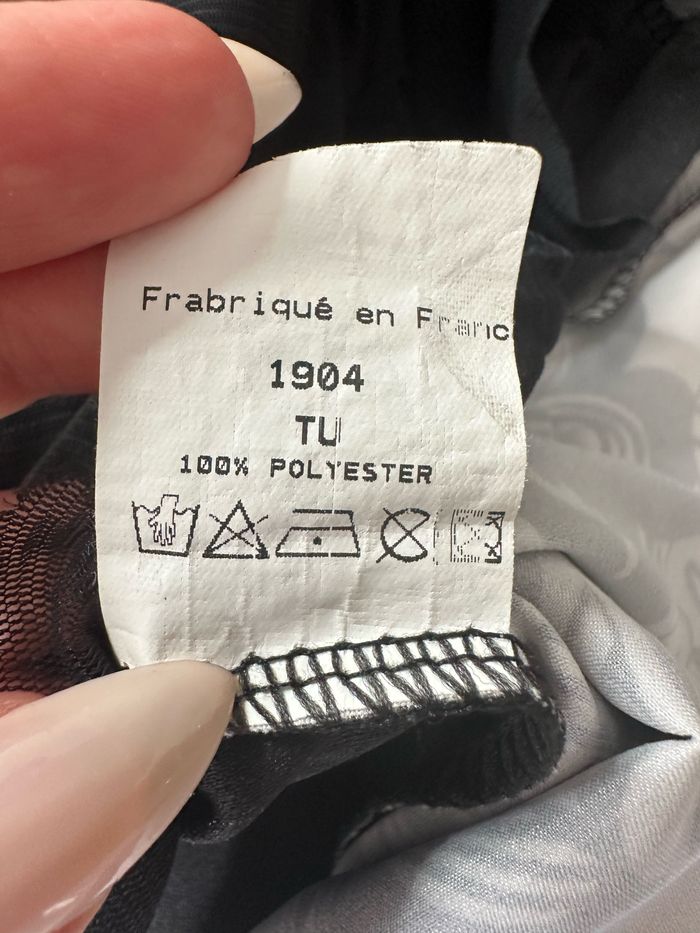 Frabriqué en Franc
1904
TU
100% POLYESTER